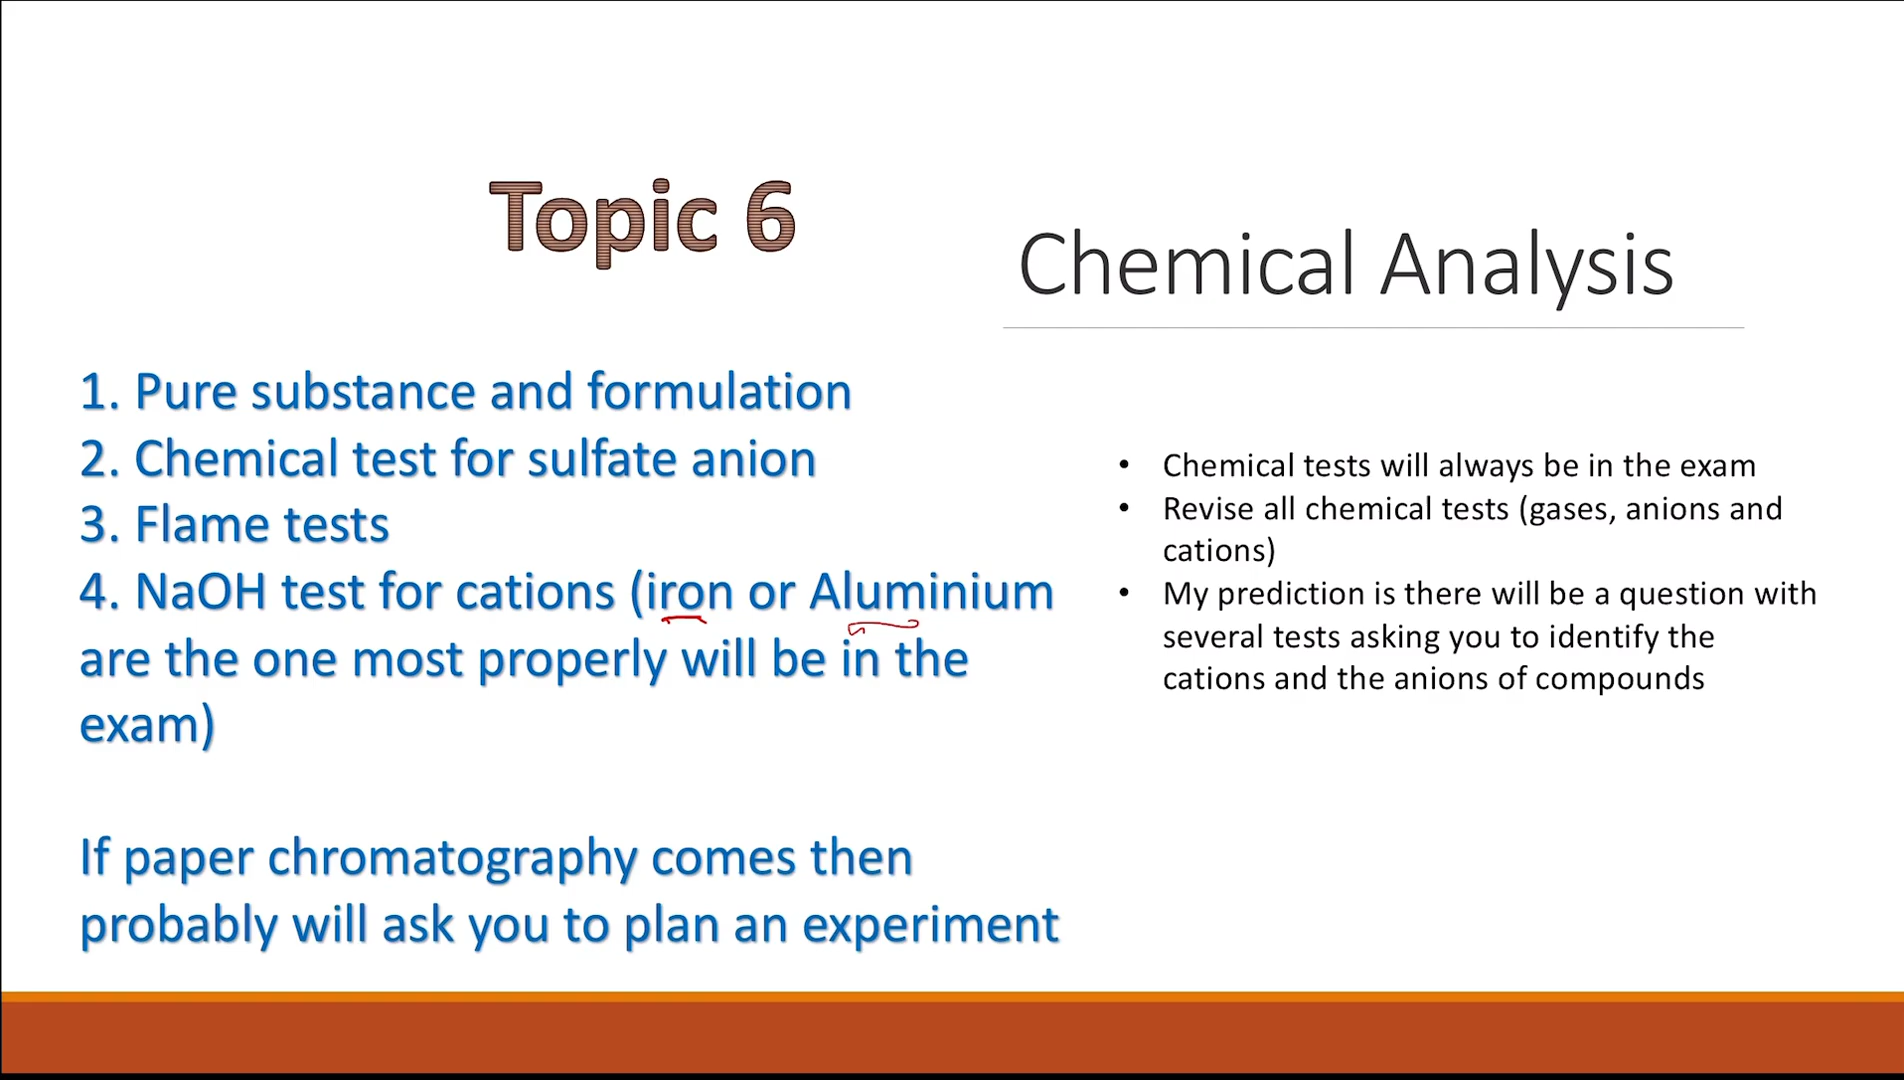 Topic 6
Chemical Analysis
1. Pure substance and formulation
2. Chemical test for sulfate anion
3. Flame tests
4. NaOH test for cations (iron or Aluminium
are the one most properly will be in the
exam)
If paper chromatography comes then
probably will ask you to plan an experiment
• Chemical tests will always be in the exam
• Revise all chemical tests (gases, anions and
cations)
• My prediction is there will be a question with
several tests asking you to identify the
cations and the anions of compounds